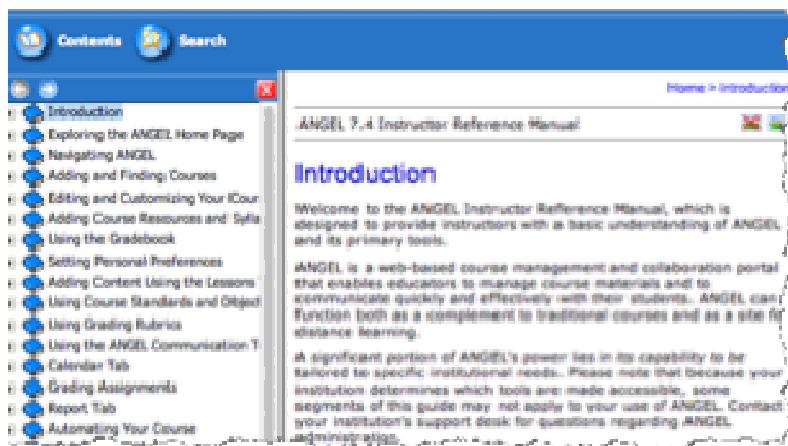 Contents Search
Home > Introduction
Introduction
Exploring the ANGEL Home Page
Navigating ANGEL
Adding and Finding Courses
Editing and Customizing Your (Cour
Adding Course Resources and Sylla
Using the Gradebook
Setting Personal Preferences
Adding Content Using the Lessons
Using Course Standards and Object
Using Grading Rubrics
Using the ANGEL Communication T
Calendar Tab
Grading Assignments
Report Tab
Automating Your Course
ANGEL 7.4 Instructor Reference Manual
Introduction
Welcome to the ANGEL Instructor Reference Manual, which is
designed to provide instructors with a basic understanding of ANGEL
and its primary tools.
ANGEL is a web-based course management and collaboration portal
that enables educators to manage course materials and to
communicate quickly and effectively with their students. ANGEL can
function both as a complement to traditional courses and as a site fo
distance learning.
A significant portion of ANGEL's power lies in its capability to be
tailored to specific institutional needs. Please note that because your
institution determines which tools are made accessible, some
segments of this guide may not apply to your use of ANGEL. Contact
your institution's support desk for questions regarding ANGEL
administration.